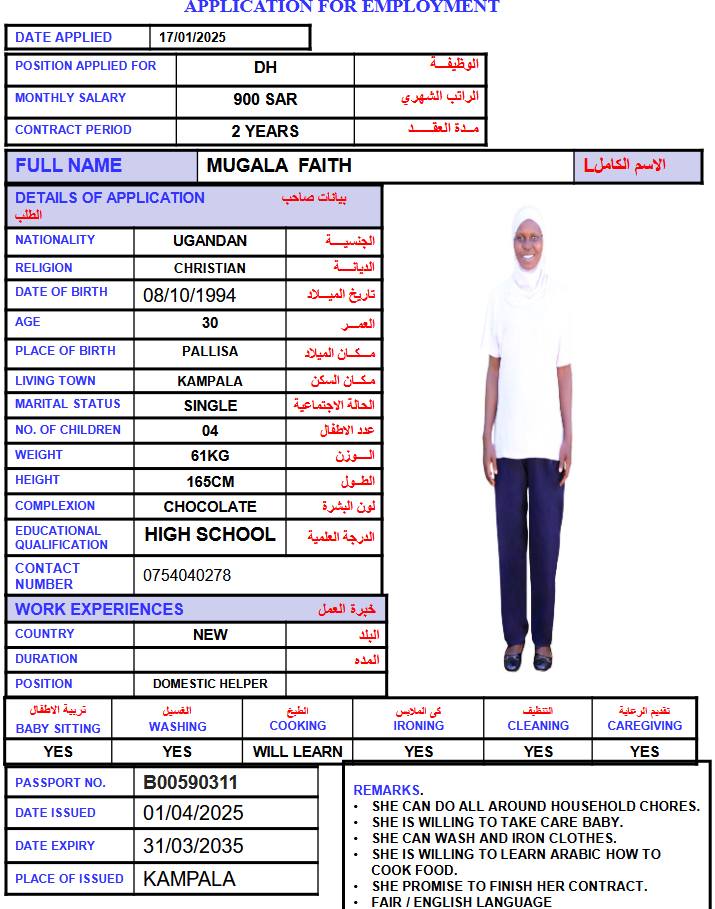 APPLICATION FOR EMPLOYMENT
DATE APPLIED 17/01/2025
POSITION APPLIED FOR DH الوظيفــة
MONTHLY SALARY 900 SAR الراتب الشهري
CONTRACT PERIOD 2 YEARS مـدة العقــد
FULL NAME MUGALA FAITH الاسم الكاملL
DETAILS OF APPLICATION بيانات صاحب
الطلب
NATIONALITY UGANDAN الجنسيــة
RELIGION CHRISTIAN الديانــة
DATE OF BIRTH 08/10/1994 تاريخ الميــلاد
AGE 30 العمــر
PLACE OF BIRTH PALLISA مـكــان الميلاد
LIVING TOWN KAMPALA مـكــان السكن
MARITAL STATUS SINGLE الحالة الاجتماعية
NO. OF CHILDREN 04 عدد الاطفال
WEIGHT 61KG الــوزن
HEIGHT 165CM الطــول
COMPLEXION CHOCOLATE لون البشرة
EDUCATIONAL QUALIFICATION HIGH SCHOOL الدرجة العلمية
CONTACT NUMBER 0754040278
WORK EXPERIENCES خبرة العمل
COUNTRY NEW البلد
DURATION المده
POSITION DOMESTIC HELPER
تربية الاطفال الغسيل الطبخ كى الملابس التنظيف تقديم الرعاية
BABY SITTING WASHING COOKING IRONING CLEANING CAREGIVING
YES YES WILL LEARN YES YES YES
PASSPORT NO. B00590311
DATE ISSUED 01/04/2025
DATE EXPIRY 31/03/2035
PLACE OF ISSUED KAMPALA
REMARKS.
• SHE CAN DO ALL AROUND HOUSEHOLD CHORES.
• SHE IS WILLING TO TAKE CARE BABY.
• SHE CAN WASH AND IRON CLOTHES.
• SHE IS WILLING TO LEARN ARABIC HOW TO
COOK FOOD.
• SHE PROMISE TO FINISH HER CONTRACT.
• FAIR / ENGLISH LANGUAGE